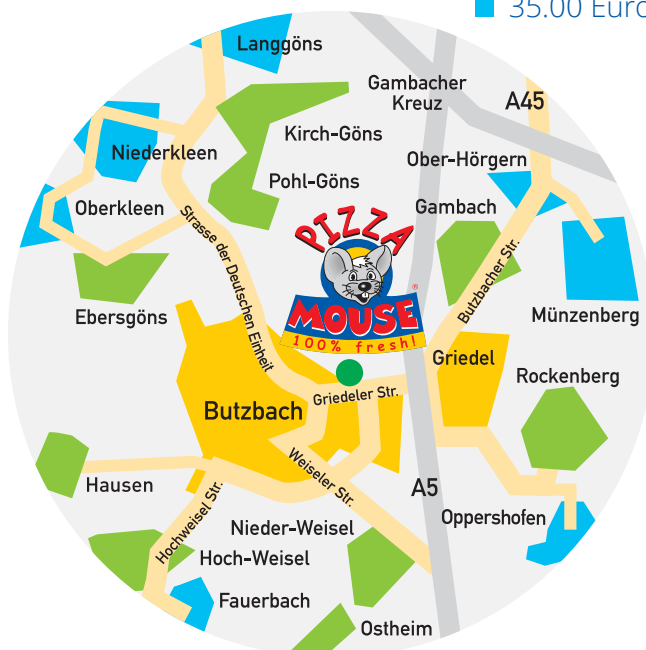 35.00 Euro
Langgöns
Gambacher
Kreuz
A45
Kirch-Göns
Niederkleen
Ober-Hörgern
Pohl-Göns
Oberkleen
Gambach
Strasse der Deutschen Einheit
PIZZA
MOUSE
®
100% fresh!
Butzbacher Str.
Ebersgöns
Münzenberg
Griedel
Rockenberg
Griedeler Str.
Butzbach
Weiseler Str.
Hausen
A5
Hochweisel Str.
Oppershofen
Nieder-Weisel
Hoch-Weisel
Fauerbach
Ostheim